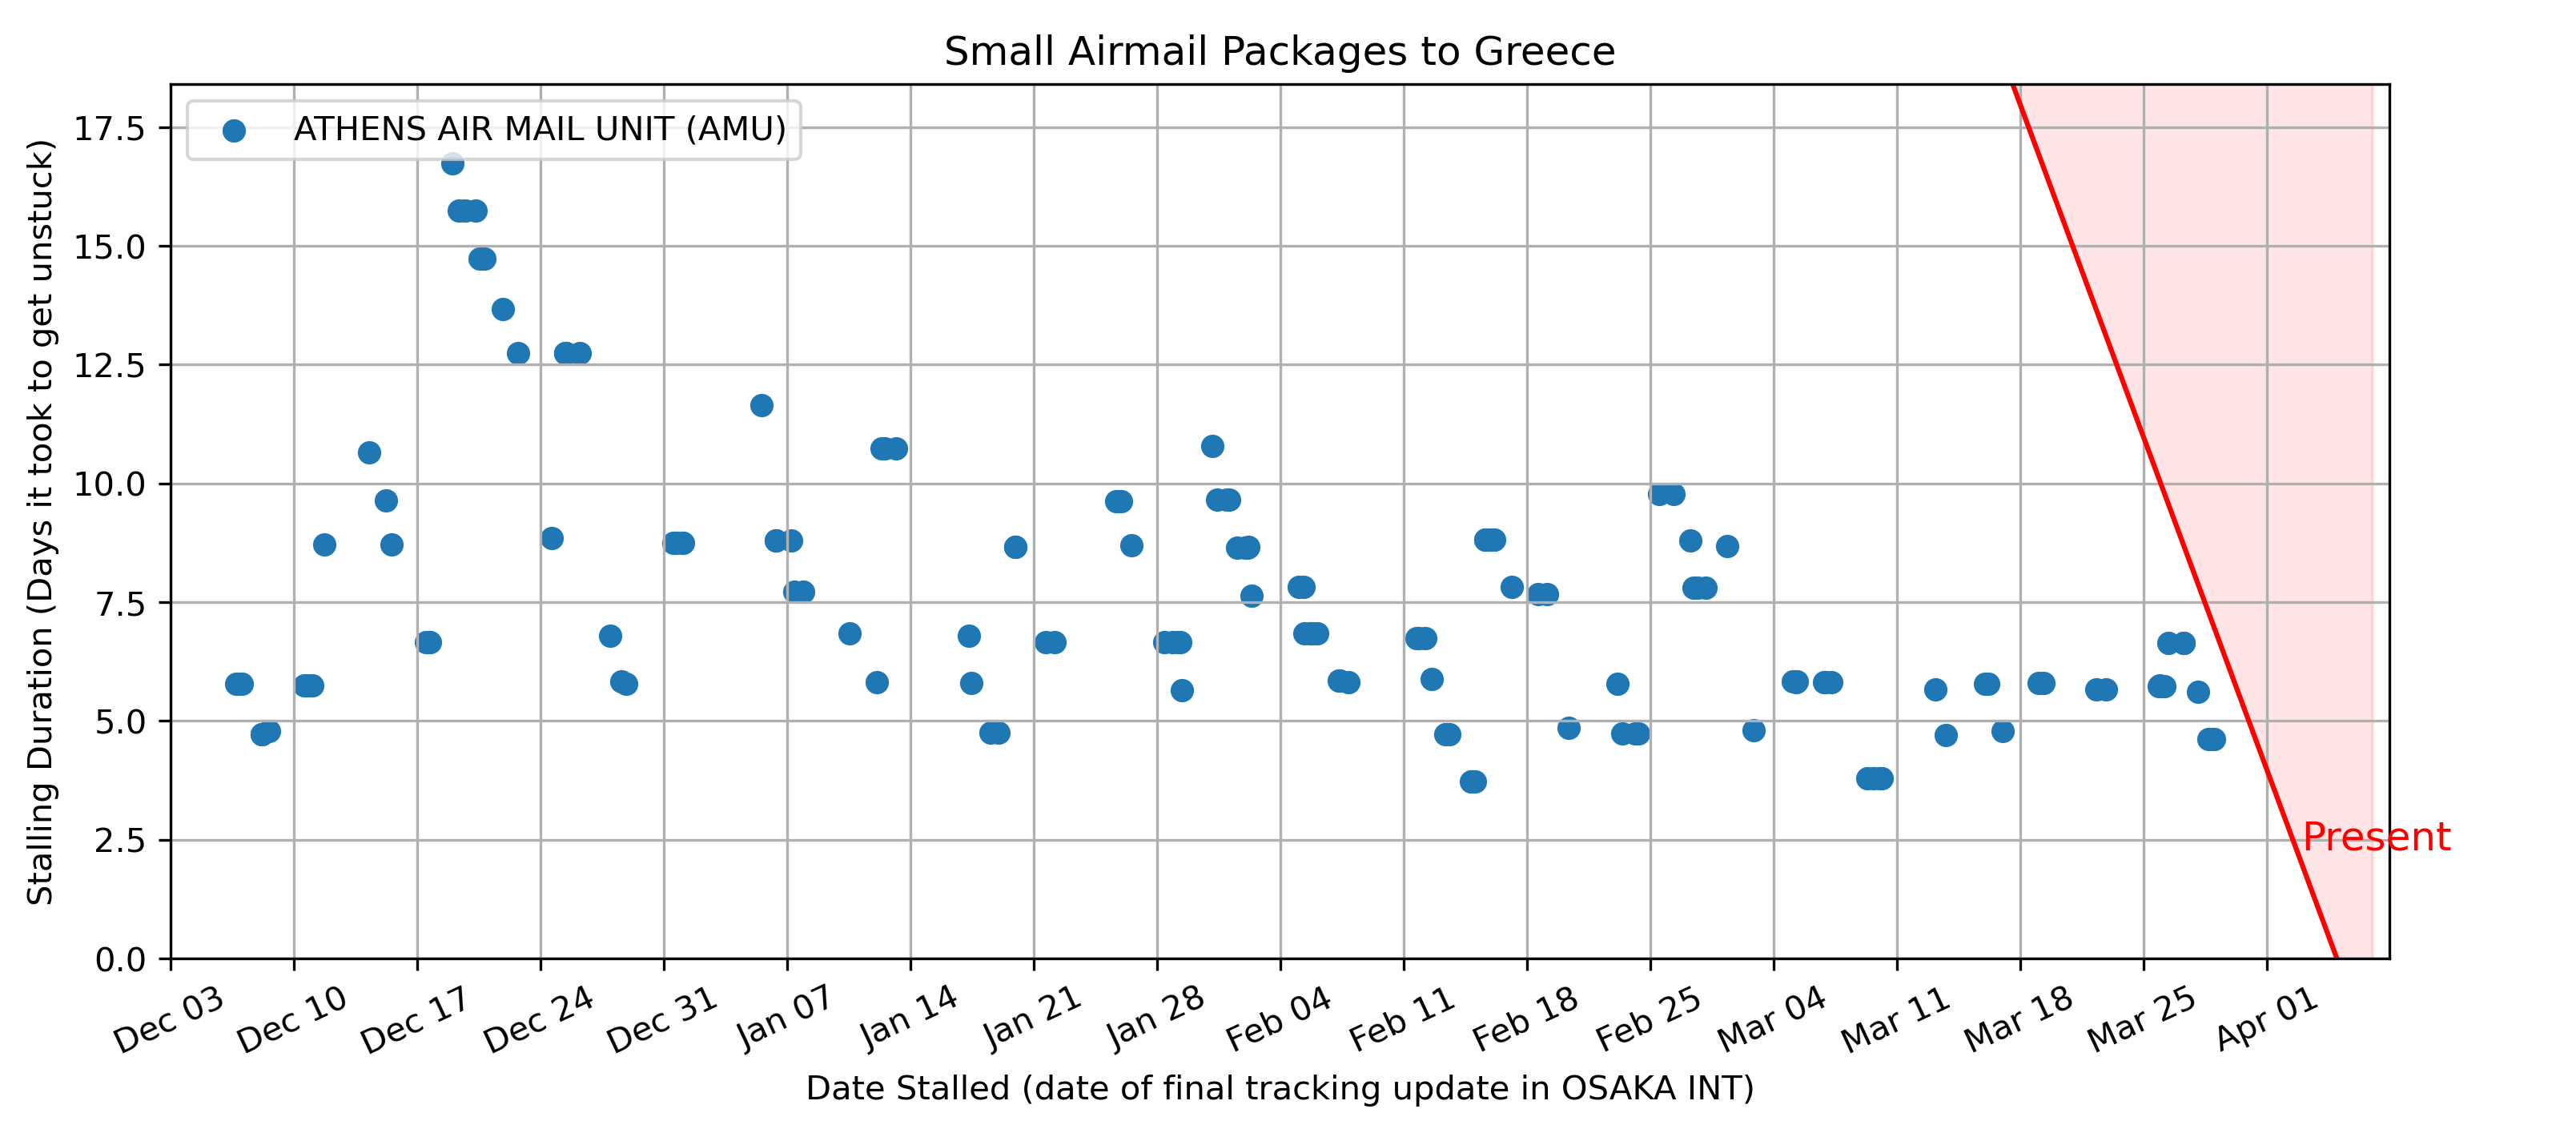 Small Airmail Packages to Greece
ATHENS AIR MAIL UNIT (AMU)
Stalling Duration (Days it took to get unstuck)
17.5
15.0
12.5
10.0
7.5
5.0
2.5
0.0
Present
Dec 03 Dec 10 Dec 17 Dec 24 Dec 31 Jan 07 Jan 14 Jan 21 Jan 28 Feb 04 Feb 11 Feb 18 Feb 25 Mar 04 Mar 11 Mar 18 Mar 25 Apr 01
Date Stalled (date of final tracking update in OSAKA INT)